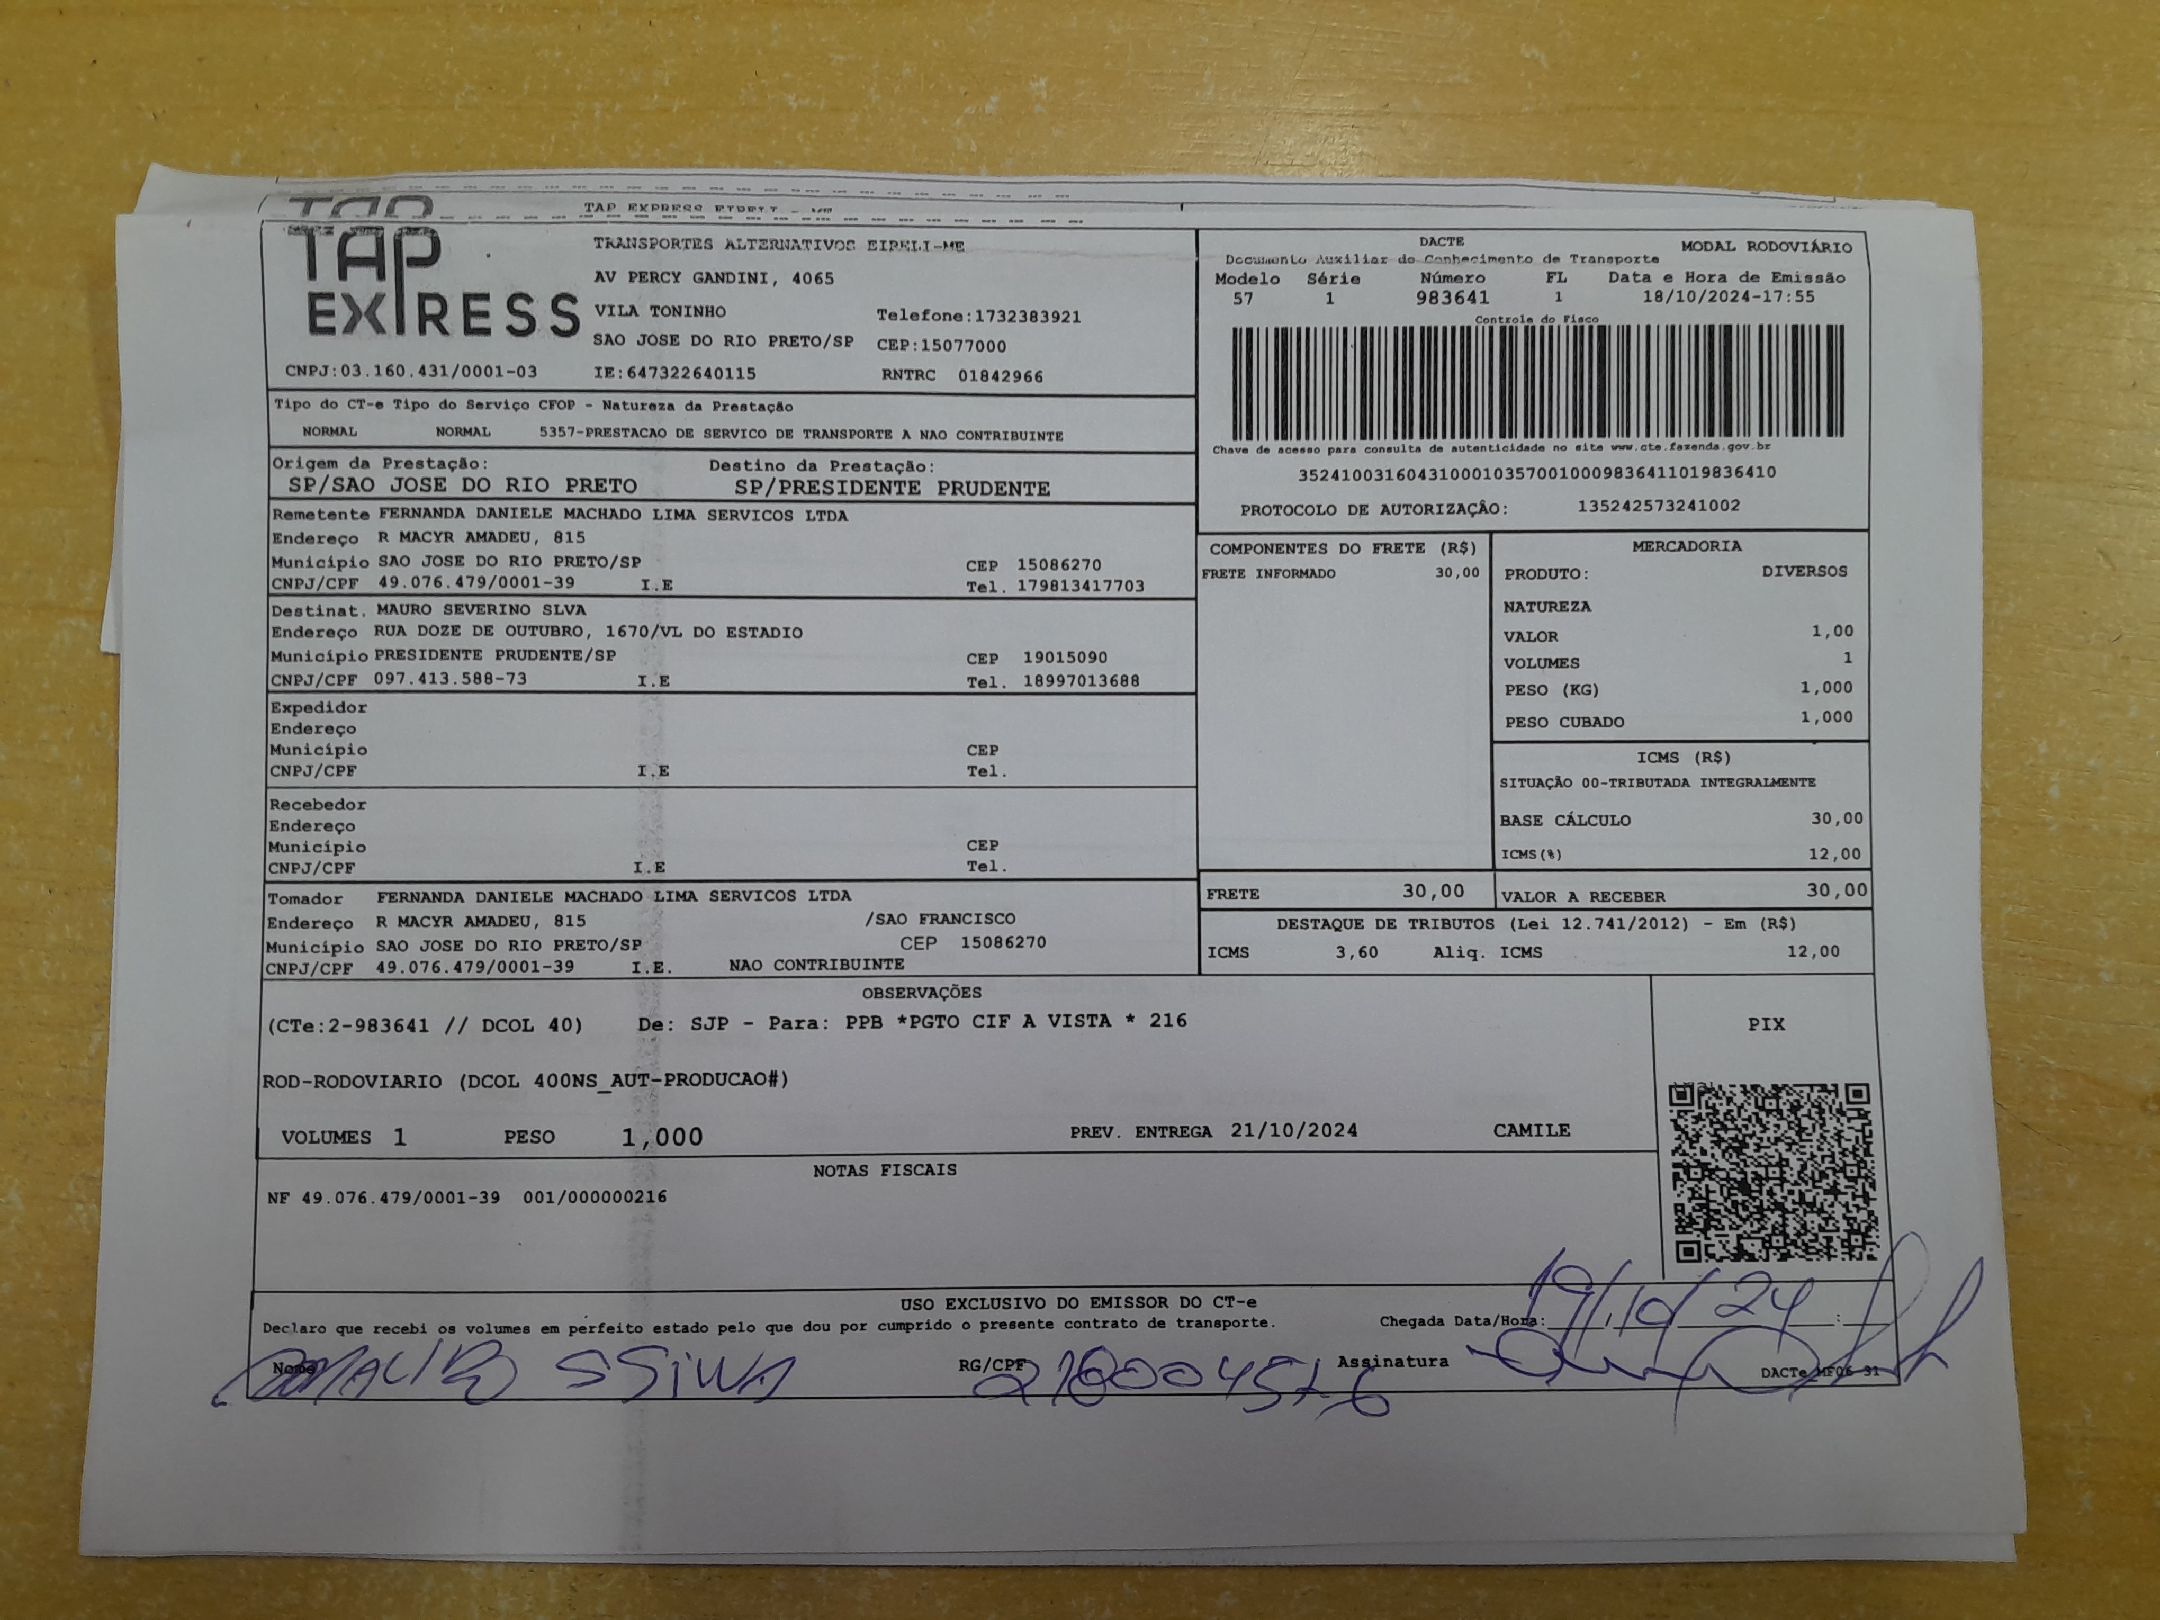 TAP EXPRESS EIRELI - ME
TAP EXPRESS
TRANSPORTES ALTERNATIVOS EIRELI-ME
AV PERCY GANDINI, 4065
VILA TONINHO Telefone:1732383921
SAO JOSE DO RIO PRETO/SP CEP:15077000
CNPJ:03.160.431/0001-03 IE:647322640115 RNTRC 01842966
DACTE MODAL RODOVIÁRIO
Documento Auxiliar do Conhecimento de Transporte
Modelo Série Número FL Data e Hora de Emissão
57 1 983641 1 18/10/2024-17:55
Controle do Fisco
Chave de acesso para consulta de autenticidade no site www.cte.fazenda.gov.br
35241003160431000103570010009836411019836410
PROTOCOLO DE AUTORIZAÇÂO: 135242573241002
Tipo do CT-e Tipo do Serviço CFOP - Natureza da Prestação
NORMAL NORMAL 5357-PRESTACAO DE SERVICO DE TRANSPORTE A NAO CONTRIBUINTE
Origem da Prestação: Destino da Prestação:
SP/SAO JOSE DO RIO PRETO SP/PRESIDENTE PRUDENTE
Remetente FERNANDA DANIELE MACHADO LIMA SERVICOS LTDA
Endereço R MACYR AMADEU, 815
Município SAO JOSE DO RIO PRETO/SP CEP 15086270
CNPJ/CPF 49.076.479/0001-39 I.E Tel. 179813417703
Destinat. MAURO SEVERINO SLVA
Endereço RUA DOZE DE OUTUBRO, 1670/VL DO ESTADIO
Município PRESIDENTE PRUDENTE/SP CEP 19015090
CNPJ/CPF 097.413.588-73 I.E Tel. 18997013688
Expedidor
Endereço
Município CEP
CNPJ/CPF I.E Tel.
Recebedor
Endereço
Município CEP
CNPJ/CPF I.E Tel.
Tomador FERNANDA DANIELE MACHADO LIMA SERVICOS LTDA
Endereço R MACYR AMADEU, 815 /SAO FRANCISCO
Município SAO JOSE DO RIO PRETO/SP CEP 15086270
CNPJ/CPF 49.076.479/0001-39 I.E. NAO CONTRIBUINTE
COMPONENTES DO FRETE (R$)
FRETE INFORMADO 30,00
MERCADORIA
PRODUTO: DIVERSOS
NATUREZA
VALOR 1,00
VOLUMES 1
PESO (KG) 1,000
PESO CUBADO 1,000
ICMS (R$)
SITUAÇÃO 00-TRIBUTADA INTEGRALMENTE
BASE CÁLCULO 30,00
ICMS(%) 12,00
FRETE 30,00 VALOR A RECEBER 30,00
DESTAQUE DE TRIBUTOS (Lei 12.741/2012) - Em (R$)
ICMS 3,60 Aliq. ICMS 12,00
OBSERVAÇÕES
(CTe:2-983641 // DCOL 40) De: SJP - Para: PPB *PGTO CIF A VISTA * 216
ROD-RODOVIARIO (DCOL 400NS_AUT-PRODUCAO#)
VOLUMES 1 PESO 1,000 PREV. ENTREGA 21/10/2024 CAMILE
PIX
NOTAS FISCAIS
NF 49.076.479/0001-39 001/000000216
USO EXCLUSIVO DO EMISSOR DO CT-e
Declaro que recebi os volumes em perfeito estado pelo que dou por cumprido o presente contrato de transporte. Chegada Data/Hora: 19/10/24
Nome MAURO S SILVA RG/CPF Assinatura DACTe_MF06-31